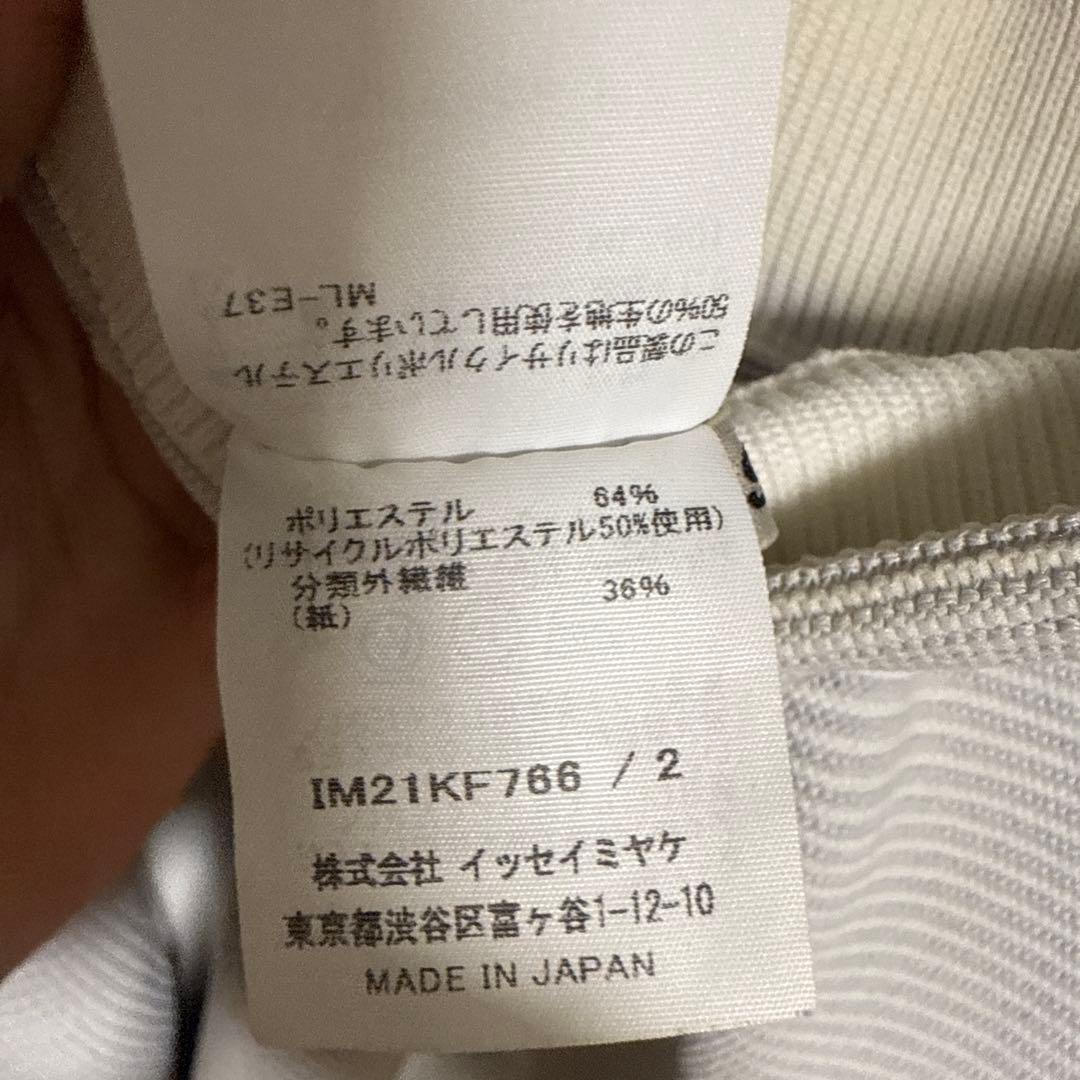 この製品はリサイクルポリエステル
50%の生地を使用しています。
ML-E37
ポリエステル 64%
(リサイクルポリエステル50%使用)
分類外繊維 36%
(紙)
IM21KF766 / 2
株式会社 イッセイミヤケ
東京都渋谷区富ヶ谷1-12-10
MADE IN JAPAN